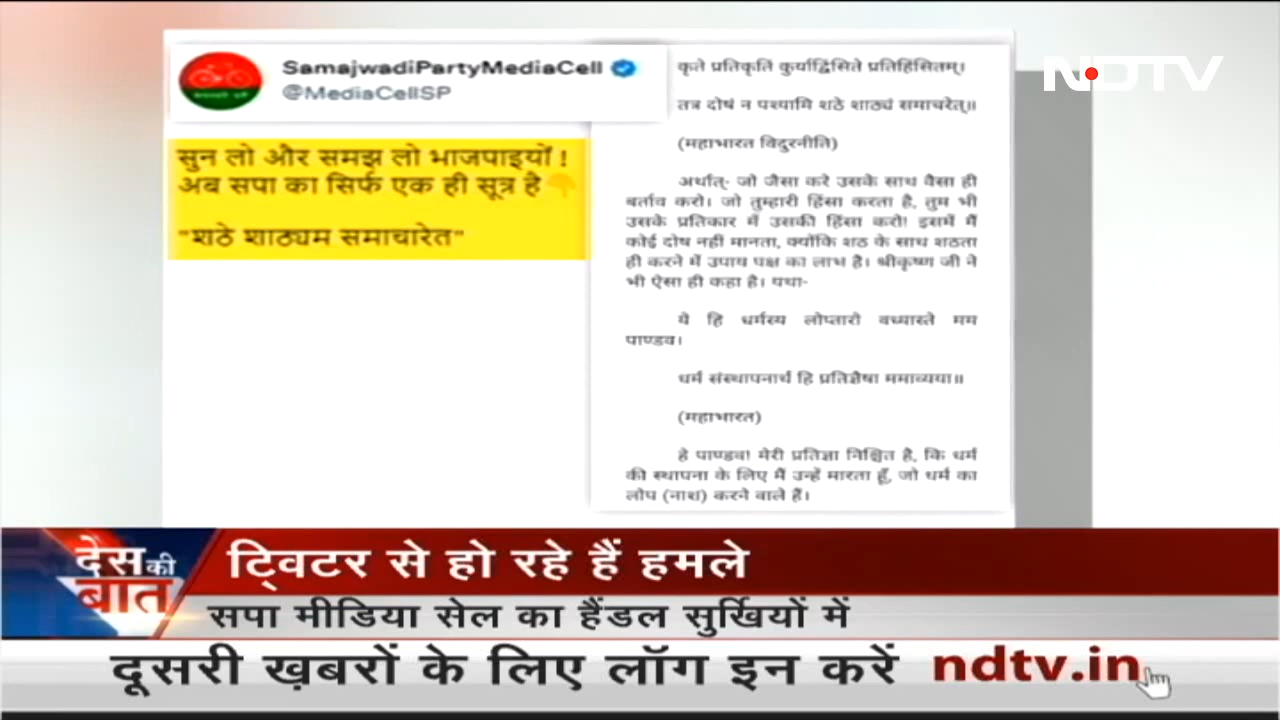 SamajwadiPartyMediaCell
@MediaCellSP
सुन लो और समझ लो भाजपाइयों !
अब सपा का सिर्फ एक ही सूत्र है👇
"शठे शाठ्यम समाचारेत"
कृते प्रतिकृति कुर्याद्विसिते प्रतिहिंसितम्।
तत्र दोषं न पश्यामि शठे शाठ्यं समाचरेत्॥
(महाभारत विदुरनीति)
अर्थात्- जो जैसा करे उसके साथ वैसा ही
बर्ताव करो। जो तुम्हारी हिंसा करता है, तुम भी
उसके प्रतिकार में उसकी हिंसा करो! इसमें मैं
कोई दोष नहीं मानता, क्योंकि शठ के साथ शठता
ही करने में उपाय पक्ष का लाभ है। श्रीकृष्ण जी ने
भी ऐसा ही कहा है। यथा-
ये हि धर्मस्य लोप्तारो वध्यास्ते मम
पाण्डव।
धर्म संस्थापनार्थ हि प्रतिज्ञैषा ममाव्यया॥
(महाभारत)
हे पाण्डव! मेरी प्रतिज्ञा निश्चित है, कि धर्म
की स्थापना के लिए मैं उन्हें मारता हूँ, जो धर्म का
लोप (नाश) करने वाले हैं।
NDTV
देस की
बात
ट्विटर से हो रहे हैं हमले
सपा मीडिया सेल का हैंडल सुर्खियों में
दूसरी ख़बरों के लिए लॉग इन करें ndtv.in